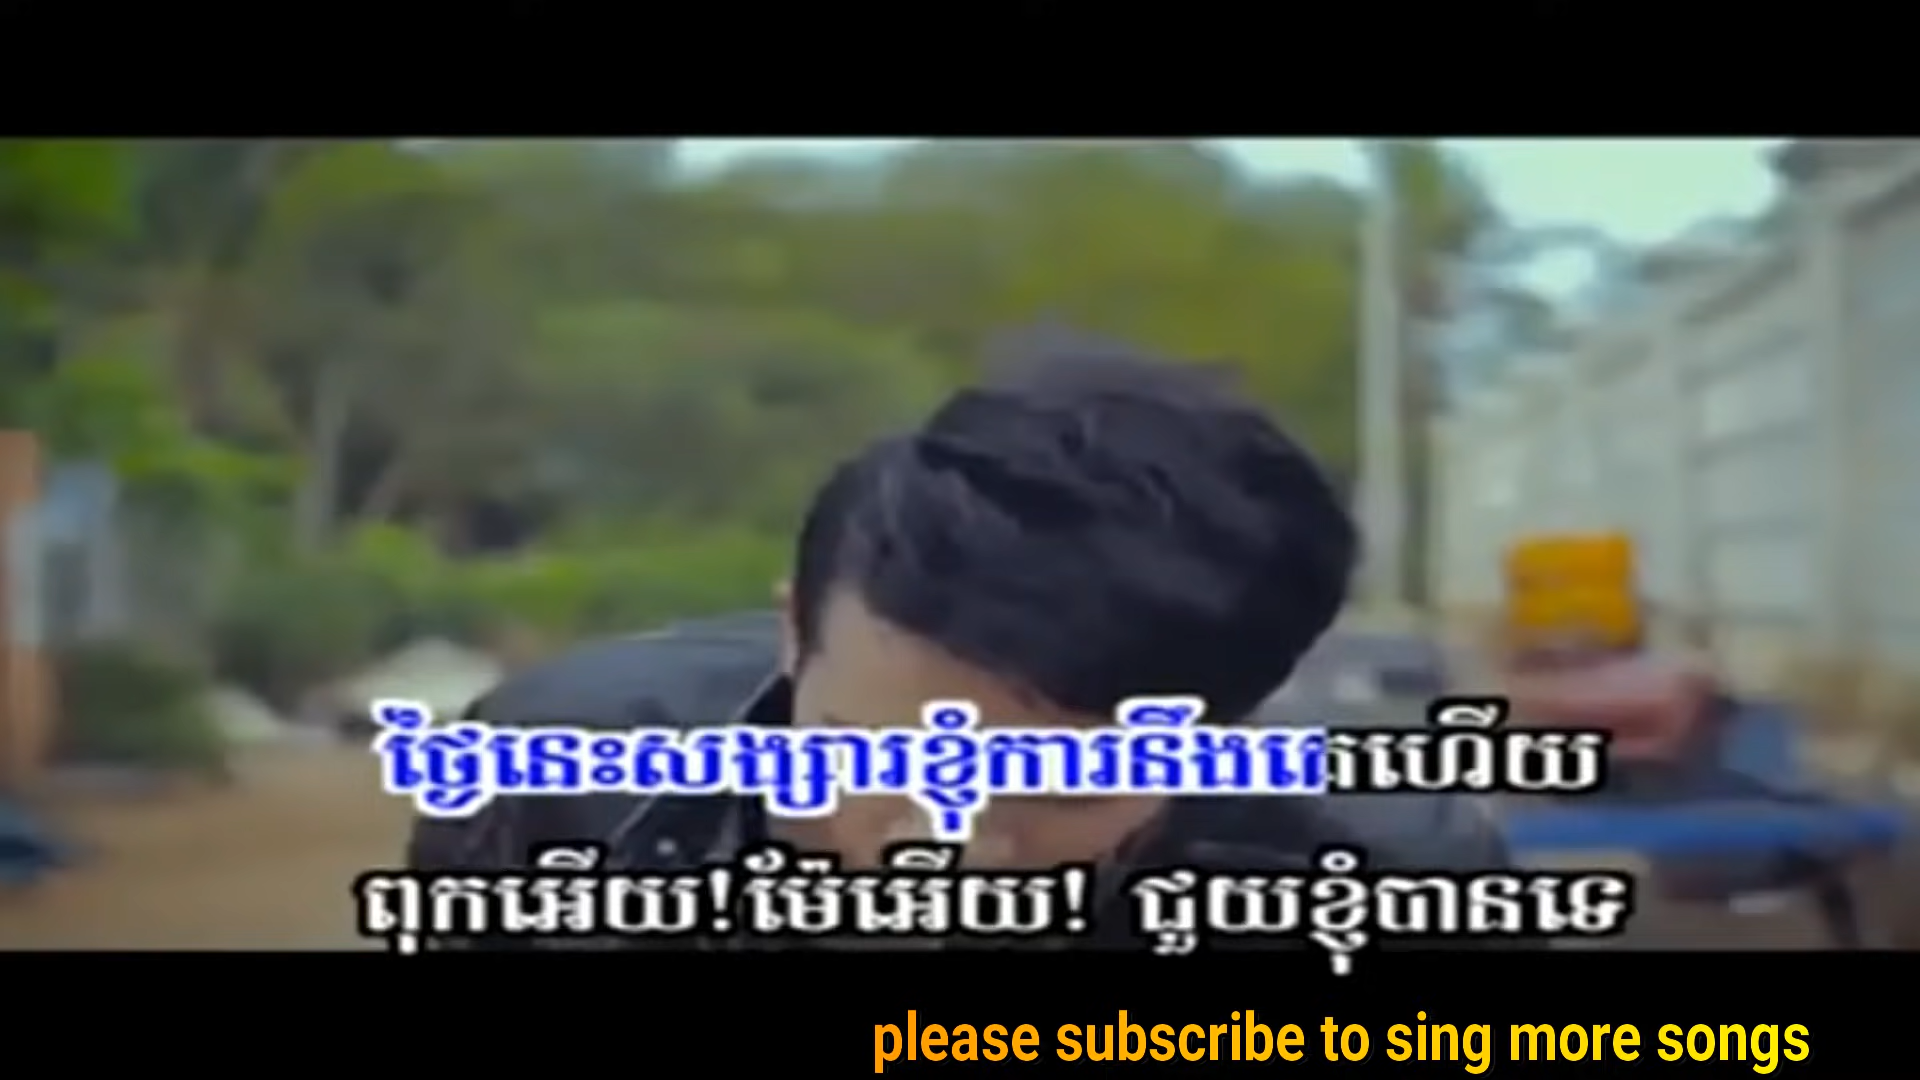 ថ្ងៃនេះសង្សារខ្ញុំការនឹងគេហើយ
ពុកអើយ!ម៉ែអើយ! ជួយខ្ញុំបានទេ
please subscribe to sing more songs